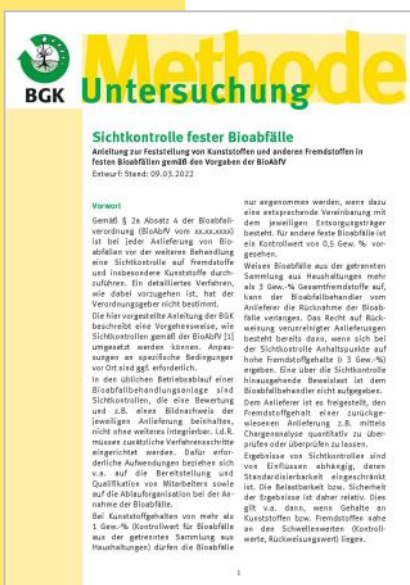 Methode
BGK
Untersuchung
Sichtkontrolle fester Bioabfälle
Anleitung zur Feststellung von Kunststoffen und anderen Fremdstoffen in
festen Bioabfällen gemäß den Vorgaben der BioAbfV
Entwurf: Stand: 09.03.2022
Vorwort
Gemäß § 2a Absatz 4 der Bioabfall-
verordnung (BioAbfV vom xx.xx.xxxx)
ist bei jeder Anlieferung von Bio-
abfällen vor der weiteren Behandlung
eine Sichtkontrolle auf Fremdstoffe
und insbesondere Kunststoffe durch-
zuführen. Ein detailliertes Verfahren,
wie dabei vorzugehen ist, hat der
Verordnungsgeber nicht bestimmt.
Die hier vorgestellte Anleitung der BGK
beschreibt eine Vorgehensweise, wie
Sichtkontrollen gemäß der BioAbfV [1]
umgesetzt werden können. Anpas-
sungen an spezifische Bedingungen
vor Ort sind ggf. erforderlich.
In den üblichen Betriebsablauf einer
Bioabfallbehandlungsanlage sind
Sichtkontrollen, die eine Bewertung
und z.B. einen Bildnachweis der
jeweiligen Anlieferung beinhalten,
nicht ohne weiteres integrierbar. I.d.R.
müssen zusätzliche Verfahrensschritte
eingerichtet werden. Dafür erfor-
derliche Aufwendungen beziehen sich
v.a. auf die Bereitstellung und
Qualifikation von Mitarbeitern sowie
auf die Ablauforganisation bei der An-
nahme der Bioabfälle.
Bei Kunststoffgehalten von mehr als
1 Gew.-% (Kontrollwert für Bioabfälle
aus der getrennten Sammlung aus
Haushaltungen) dürfen die Bioabfälle
nur angenommen werden, wenn dazu
eine entsprechende Vereinbarung mit
dem jeweiligen Entsorgungsträger
besteht. Für andere feste Bioabfälle ist
ein Kontrollwert von 0,5 Gew. % vor-
gesehen.
Weisen Bioabfälle aus der getrennten
Sammlung aus Haushaltungen mehr
als 3 Gew.-% Gesamtfremdstoffe auf,
kann der Bioabfallbehandler vom
Anlieferer die Rücknahme der Bioab-
fälle verlangen. Das Recht auf Rück-
weisung verunreinigter Anlieferungen
besteht bereits dann, wenn sich bei
der Sichtkontrolle Anhaltspunkte auf
hohe Fremdstoffgehalte (> 3 Gew.-%)
ergeben. Eine über die Sichtkontrolle
hinausgehende Beweislast ist dem
Bioabfallbehandler nicht aufgegeben.
Dem Anlieferer ist es freigestellt, den
Fremdstoffgehalt einer zurückge-
wiesenen Anlieferung z.B. mittels
Chargenanalyse quantitativ zu über-
prüfen oder überprüfen zu lassen.
Ergebnisse von Sichtkontrollen sind
von Einflüssen abhängig, deren
Standardisierbarkeit eingeschränkt
ist. Die Belastbarkeit bzw. Sicherheit
der Ergebnisse ist daher relativ. Dies
gilt v.a. dann, wenn Gehalte an
Kunststoffen bzw. Fremdstoffen nahe
an den Schwellenwerten (Kontroll-
werte, Rückweisungswert) liegen.
1